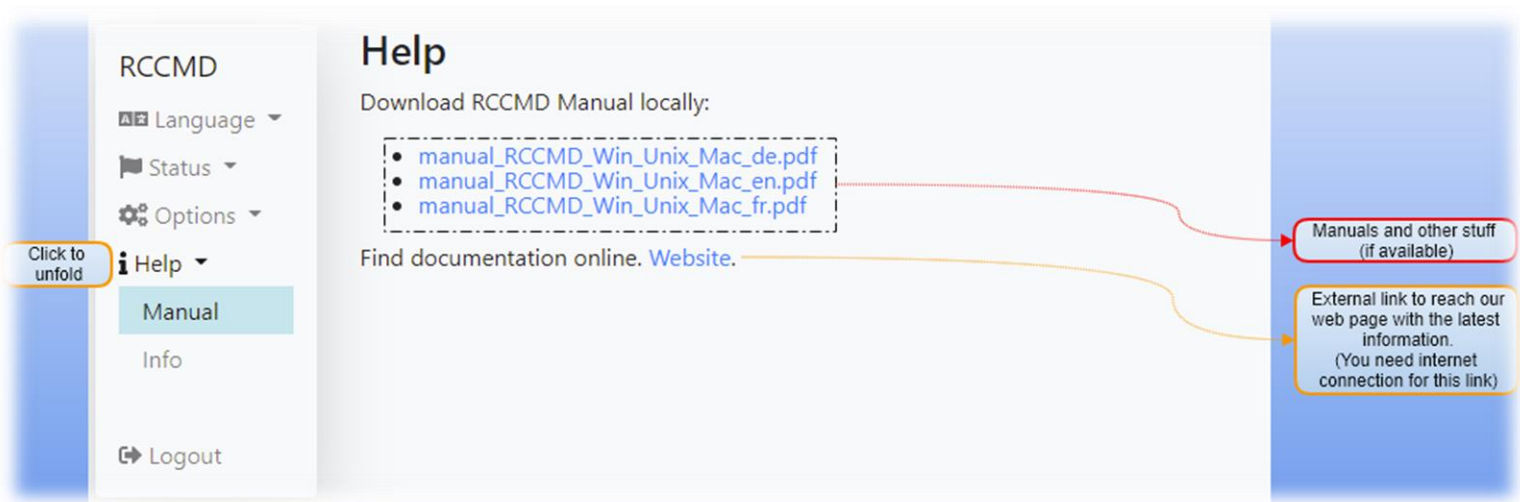 RCCMD
Language
Status
Options
Click to
unfold
Help
Manual
Info
Logout
Help
Download RCCMD Manual locally:
• manual_RCCMD_Win_Unix_Mac_de.pdf
• manual_RCCMD_Win_Unix_Mac_en.pdf
• manual_RCCMD_Win_Unix_Mac_fr.pdf
Find documentation online. Website.
Manuals and other stuff
(if available)
External link to reach our
web page with the latest
information.
(You need internet
connection for this link)